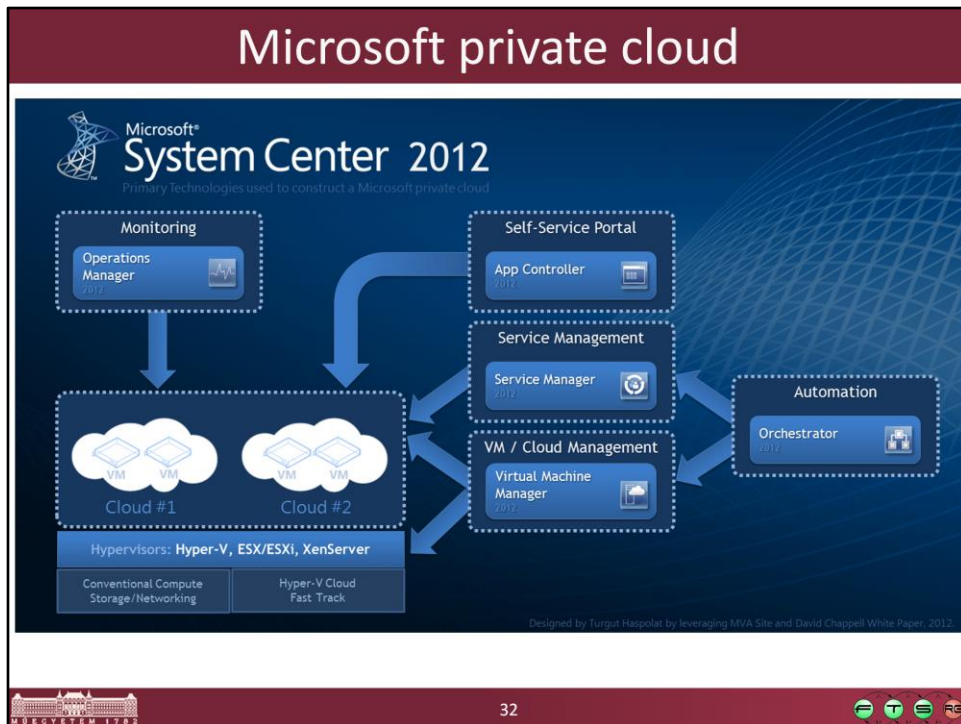 Microsoft private cloud
Microsoft®
System Center 2012
Primary Technologies used to construct a Microsoft private cloud
Monitoring
Operations
Manager
2012
Self-Service Portal
App Controller
2012
Service Management
Service Manager
2012
VM / Cloud Management
Virtual Machine
Manager
2012
Automation
Orchestrator
2012
VM VM
Cloud #1
VM VM
Cloud #2
Hypervisors: Hyper-V, ESX/ESXi, XenServer
Conventional Compute
Storage/Networking
Hyper-V Cloud
Fast Track
Designed by Turgut Haspolat by leveraging MVA Site and David Chappell White Paper, 2012.
MŰEGYETEM 1782
32
F T S RG